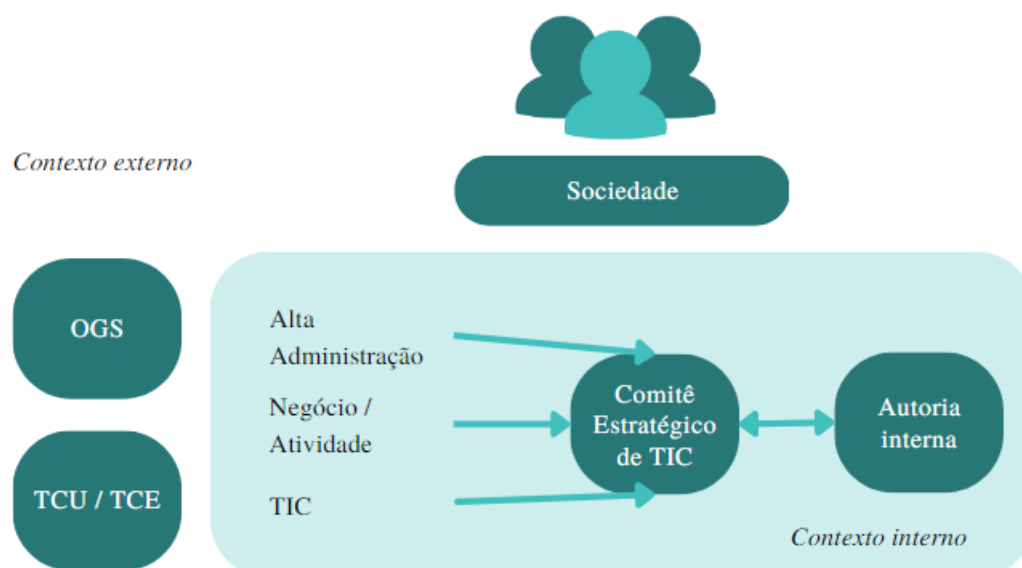 Contexto externo
Sociedade
OGS
TCU / TCE
Alta
Administração
Negócio /
Atividade
TIC
Comitê
Estratégico
de TIC
Autoria
interna
Contexto interno